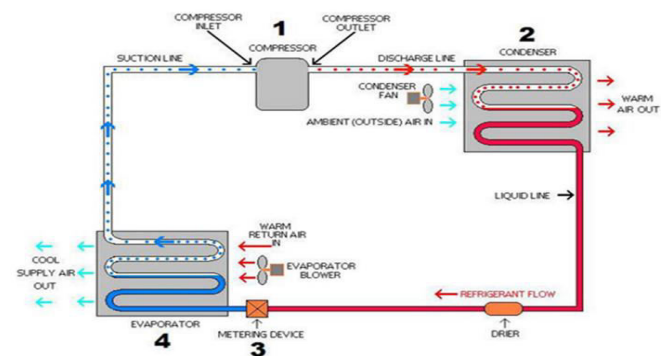 1
COMPRESSOR
INLET
COMPRESSOR
OUTLET
COMPRESSOR
SUCTION LINE
DISCHARGE LINE
2
CONDENSER
CONDENSER
FAN
AMBIENT (OUTSIDE) AIR IN
WARM
AIR OUT
LIQUID LINE
WARM
RETURN AIR
IN
COOL
SUPPLY AIR
OUT
EVAPORATOR
BLOWER
REFRIGERANT FLOW
EVAPORATOR
4
METERING DEVICE
3
DRIER